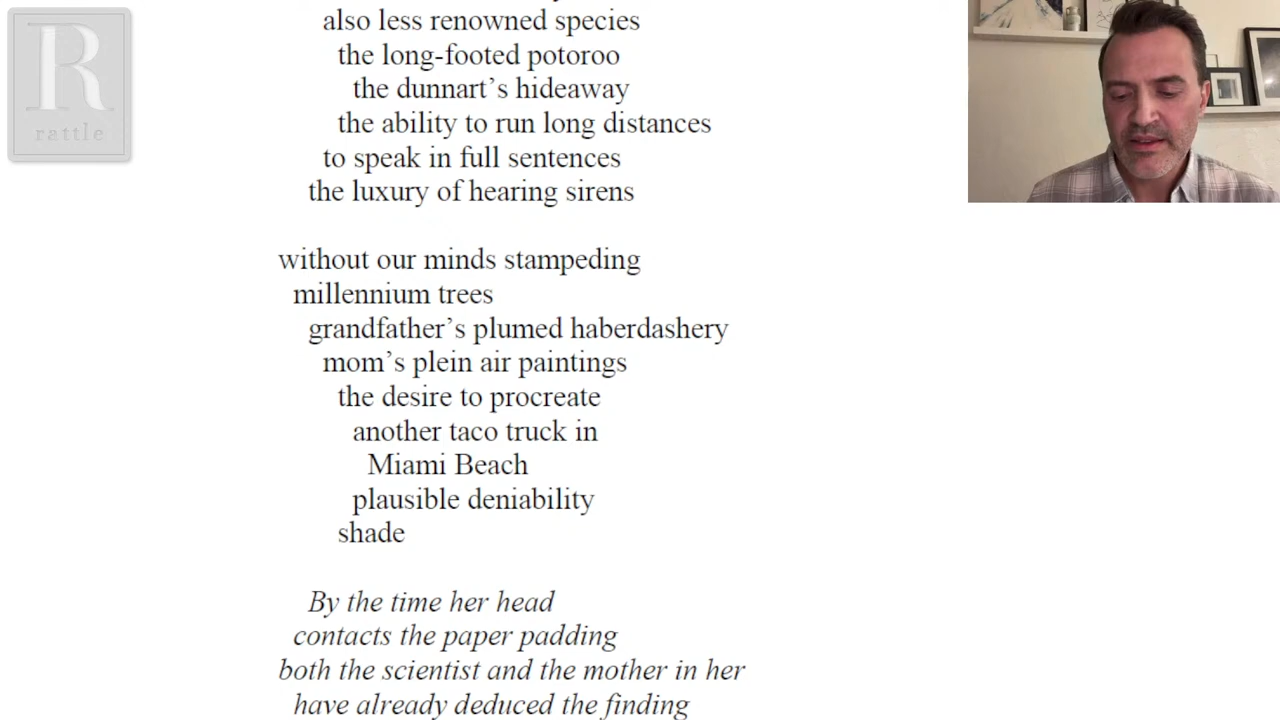 R
rattle
also less renowned species
the long-footed potoroo
the dunnart’s hideaway
the ability to run long distances
to speak in full sentences
the luxury of hearing sirens
without our minds stampeding
millennium trees
grandfather’s plumed haberdashery
mom’s plein air paintings
the desire to procreate
another taco truck in
Miami Beach
plausible deniability
shade
By the time her head
contacts the paper padding
both the scientist and the mother in her
have already deduced the finding